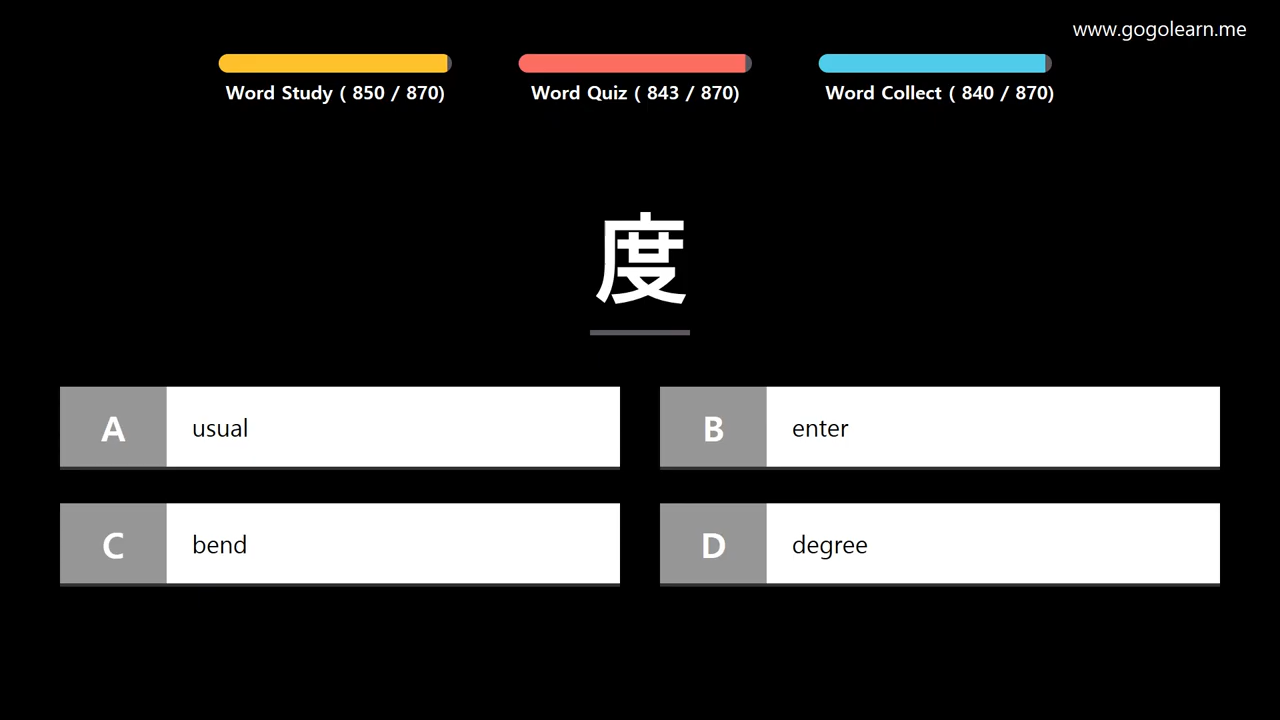 www.gogolearn.me
Word Study ( 850 / 870)
Word Quiz ( 843 / 870)
Word Collect ( 840 / 870)
度
A usual
B enter
C bend
D degree